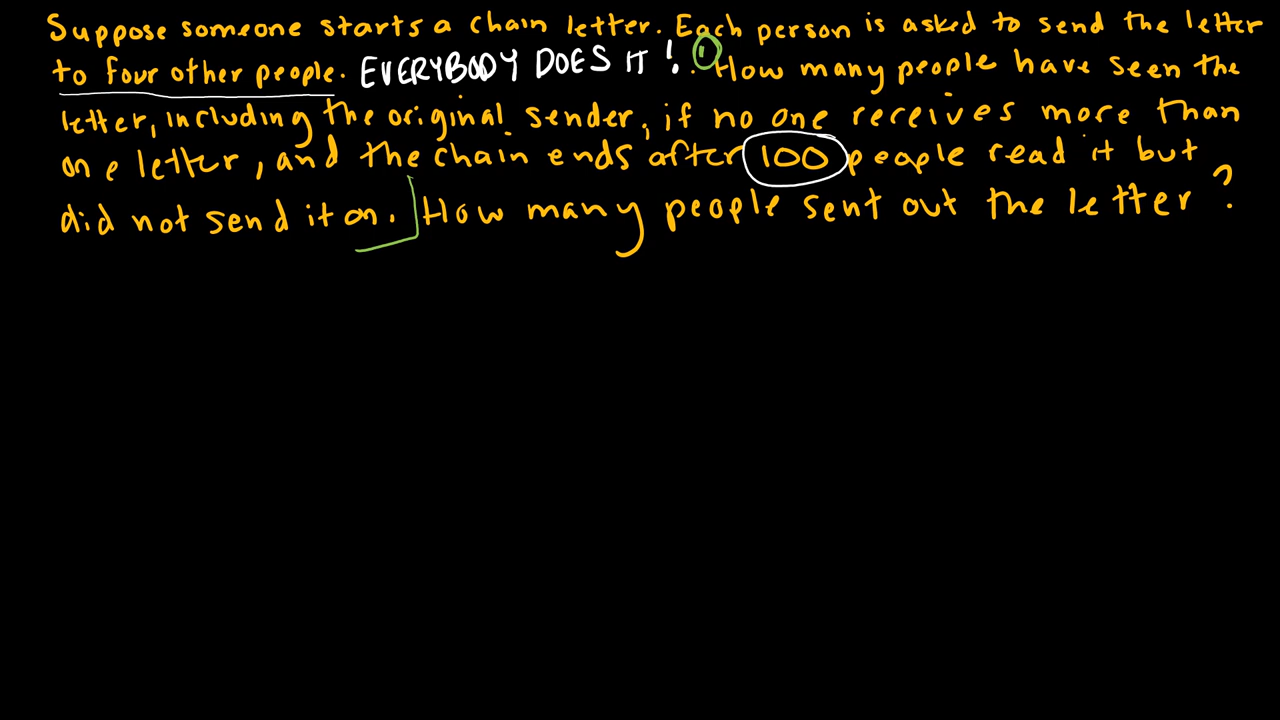 Suppose someone starts a chain letter. Each person is asked to send the letter
to four other people. EVERYBODY DOES IT! ① How many people have seen the
letter, including the original sender, if no one receives more than
one letter, and the chain ends after 100 people read it but
did not send it on. How many people sent out the letter?